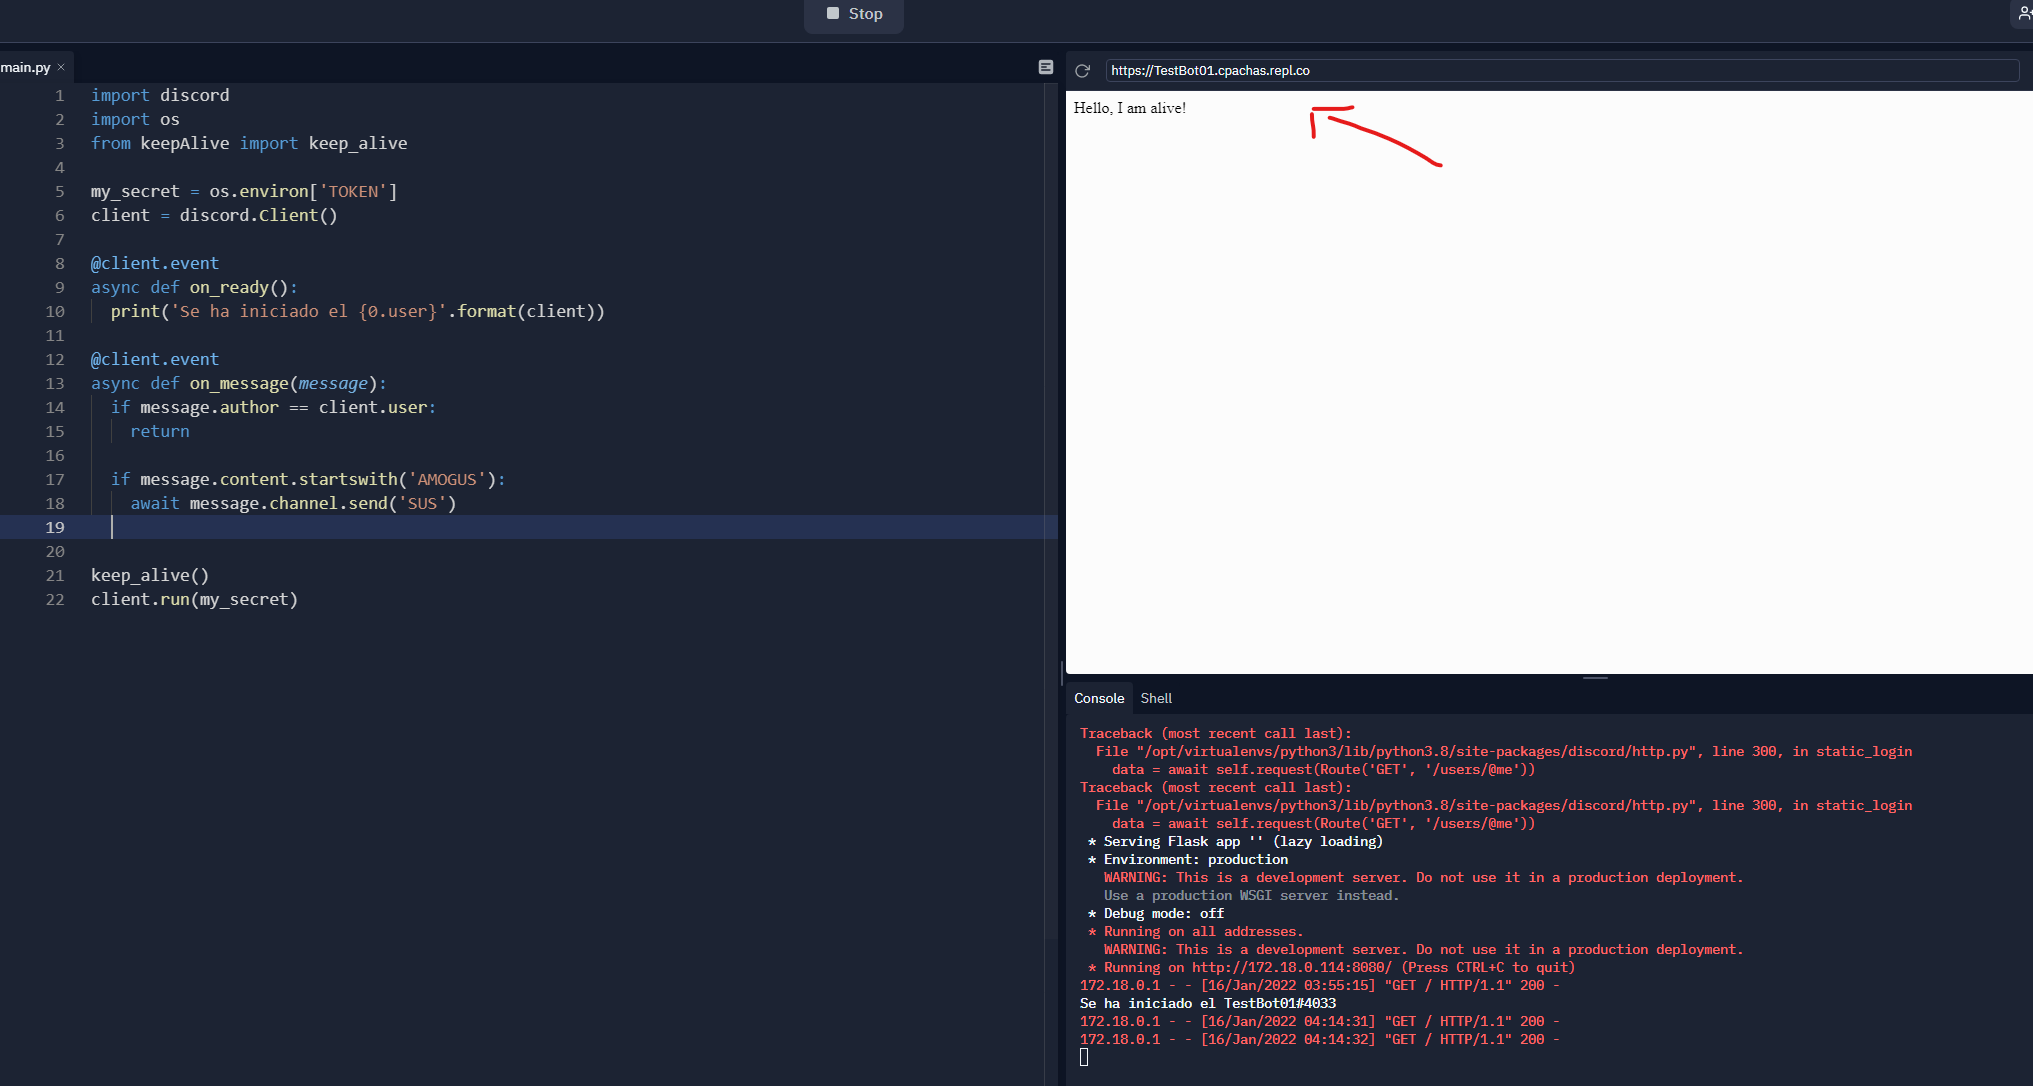 Stop
main.py ×
1 import discord
2 import os
3 from keepAlive import keep_alive
4
5 my_secret = os.environ['TOKEN']
6 client = discord.Client()
7
8 @client.event
9 async def on_ready():
10 print('Se ha iniciado el {0.user}'.format(client))
11
12 @client.event
13 async def on_message(message):
14 if message.author == client.user:
15 return
16
17 if message.content.startswith('AMOGUS'):
18 await message.channel.send('SUS')
19
20
21 keep_alive()
22 client.run(my_secret)
https://TestBot01.cpachas.repl.co
Hello, I am alive!
Console Shell
Traceback (most recent call last):
File "/opt/virtualenvs/python3/lib/python3.8/site-packages/discord/http.py", line 300, in static_login
data = await self.request(Route('GET', '/users/@me'))
Traceback (most recent call last):
File "/opt/virtualenvs/python3/lib/python3.8/site-packages/discord/http.py", line 300, in static_login
data = await self.request(Route('GET', '/users/@me'))
* Serving Flask app '' (lazy loading)
* Environment: production
WARNING: This is a development server. Do not use it in a production deployment.
Use a production WSGI server instead.
* Debug mode: off
* Running on all addresses.
WARNING: This is a development server. Do not use it in a production deployment.
* Running on http://172.18.0.114:8080/ (Press CTRL+C to quit)
172.18.0.1 - - [16/Jan/2022 03:55:15] "GET / HTTP/1.1" 200 -
Se ha iniciado el TestBot01#4033
172.18.0.1 - - [16/Jan/2022 04:14:31] "GET / HTTP/1.1" 200 -
172.18.0.1 - - [16/Jan/2022 04:14:32] "GET / HTTP/1.1" 200 -